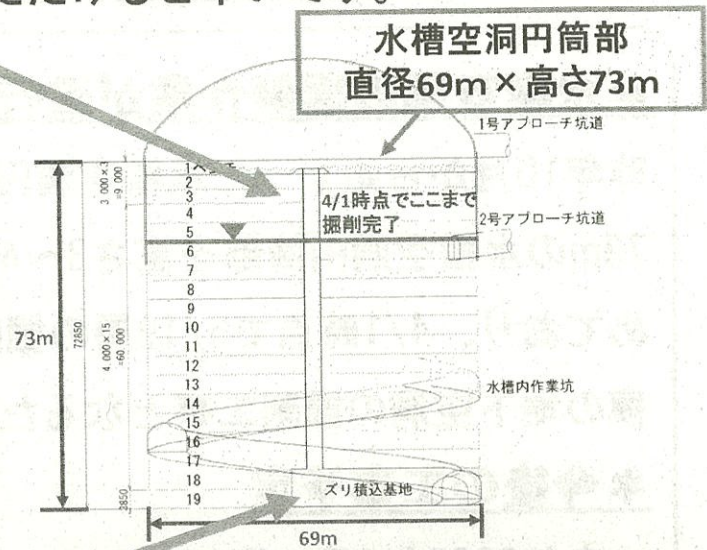 水槽空洞円筒部
直径69m×高さ73m
1号アプローチ坑道
1ベンチ
2
3
4
5
6
7
8
9
10
11
12
13
14
15
16
17
18
19
4/1時点でここまで
掘削完了
2号アプローチ坑道
3.000×3
=9.000
73m
72850
4.000×15
=60.000
2850
水槽内作業坑
ズリ積込基地
69m